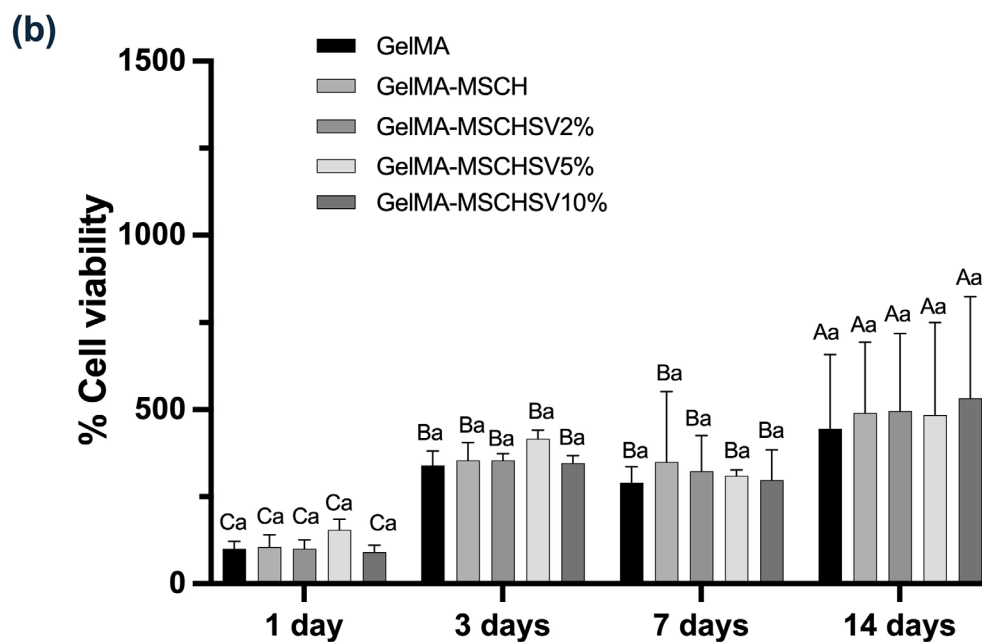 (b)
GelMA
GelMA-MSCH
GelMA-MSCHSV2%
GelMA-MSCHSV5%
GelMA-MSCHSV10%
% Cell viability
1500
1000
500
0
Ca Ca Ca Ca Ca
Ba Ba Ba Ba Ba
Ba Ba Ba Ba Ba
Aa Aa Aa Aa Aa
1 day 3 days 7 days 14 days